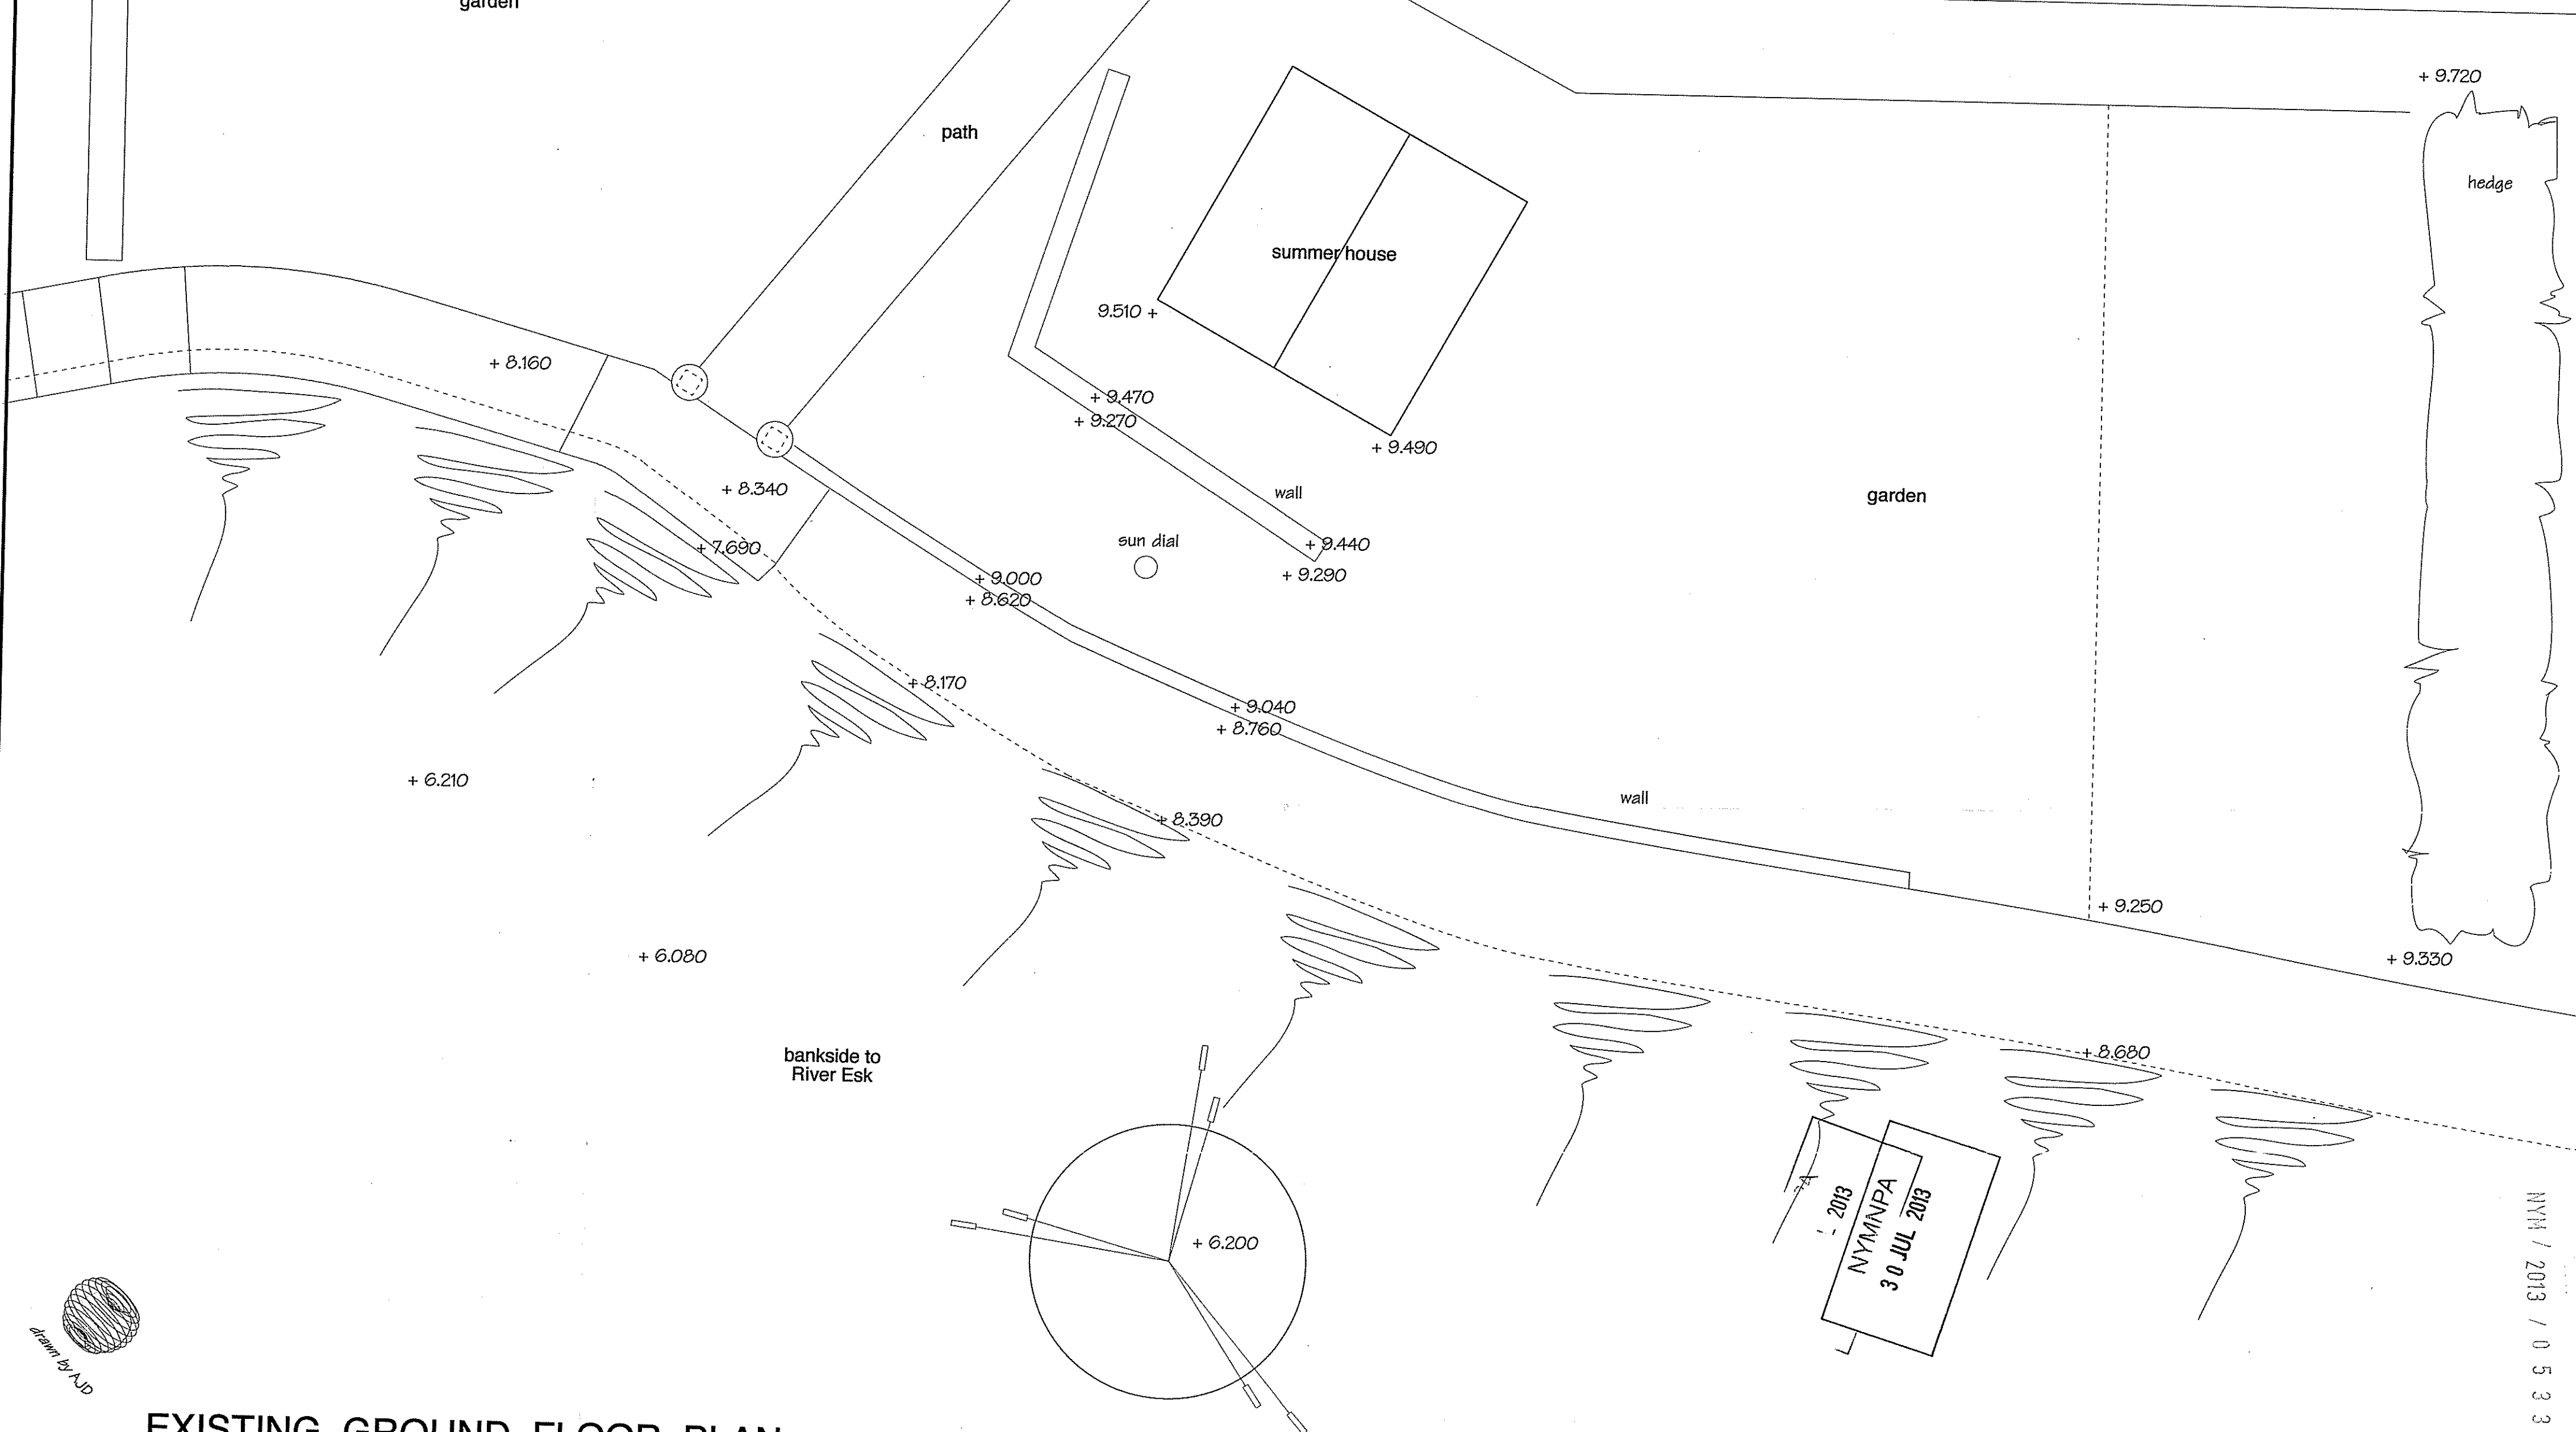 garden
+ 9.720
path
hedge
summer house
9.510 +
+ 8.160
+ 9.470
+ 9.270
+ 9.490
+ 8.340
wall
garden
+ 7.690
sun dial
+ 9.440
+ 9.290
+ 9.000
+ 8.620
+ 8.170
+ 9.040
+ 8.760
+ 6.210
wall
+ 8.390
+ 9.250
+ 6.080
+ 9.330
bankside to
River Esk
+ 8.680
+ 6.200
2013
NYMNPA
30 JUL 2013
NYM / 2013 / 0 5 3 3
drawn by AJD
EXISTING GROUND FLOOR PLAN